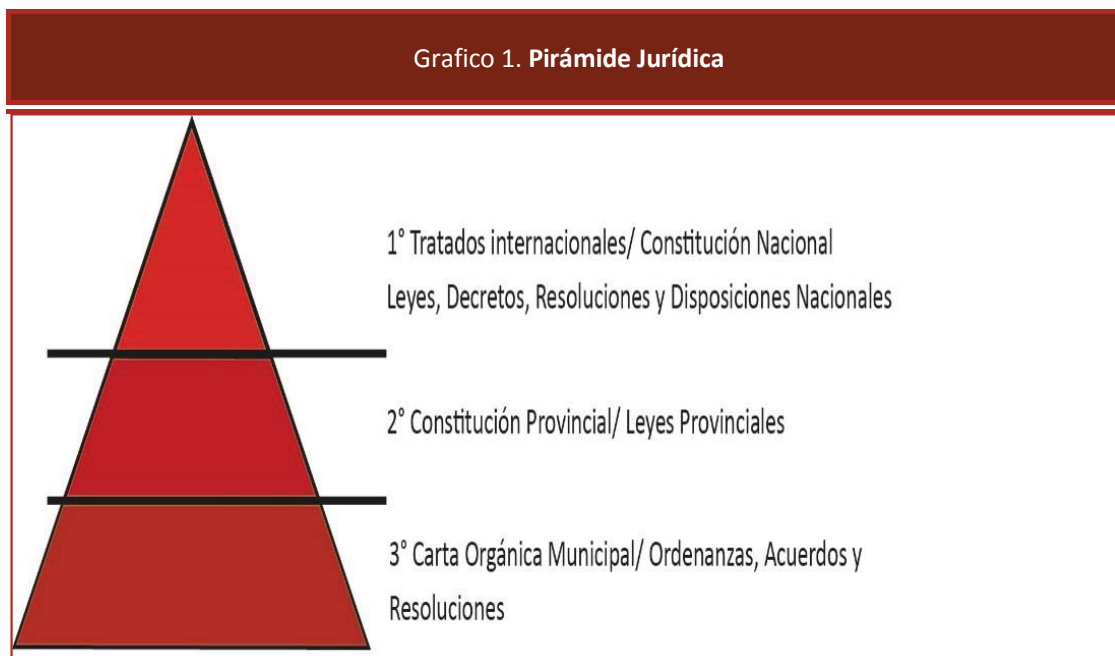 Grafico 1. Pirámide Jurídica
1° Tratados internacionales/ Constitución Nacional
Leyes, Decretos, Resoluciones y Disposiciones Nacionales
2° Constitución Provincial/ Leyes Provinciales
3° Carta Orgánica Municipal/ Ordenanzas, Acuerdos y
Resoluciones